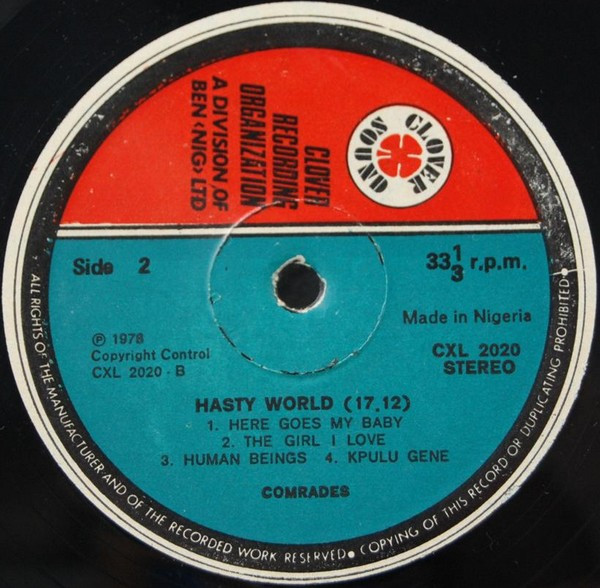 CLOVER SOUND
CLOVER
RECORDING
ORGANIZATION
A DIVISION OF
BEN <NIG> LTD
Side 2
33 1/3 r.p.m.
Made in Nigeria
℗ 1978
Copyright Control
CXL 2020 - B
CXL 2020
STEREO
HASTY WORLD (17,12)
1. HERE GOES MY BABY
2. THE GIRL I LOVE
3. HUMAN BEINGS 4. KPULU GENE
COMRADES
ALL RIGHTS OF THE MANUFACTURER AND OF THE RECORDED WORK RESERVED • COPYING OF THIS RECORD OR DUPLICATING PROHIBITED •